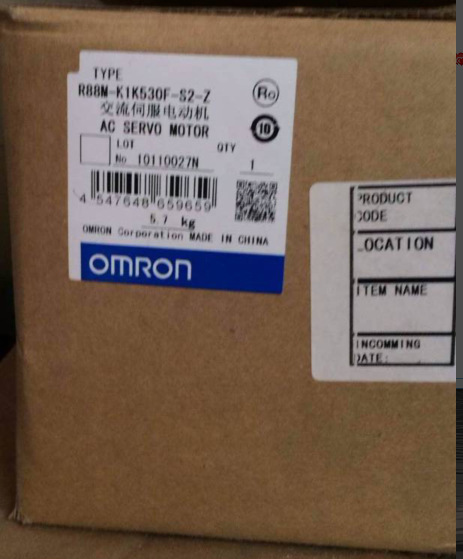 TYPE
R88M-K1K530F-S2-Z
交流伺服电动机
AC SERVO MOTOR
LOT
No 10110027N
QTY
1
4 547648 659659
5.7 kg
OMRON Corporation MADE IN CHINA
OMRON
Ro
10
PRODUCT
CODE
LOCATION
ITEM NAME
INCOMMING
DATE: